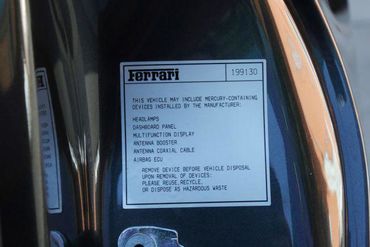 Ferrari 199130
THIS VEHICLE MAY INCLUDE MERCURY-CONTAINING
DEVICES INSTALLED BY THE MANUFACTURER:
HEADLAMPS
DASHBOARD PANEL
MULTIFUNCTION DISPLAY
ANTENNA BOOSTER
ANTENNA COAXIAL CABLE
AIRBAG ECU
REMOVE DEVICE BEFORE VEHICLE DISPOSAL
UPON REMOVAL OF DEVICES:
PLEASE REUSE, RECYCLE,
OR DISPOSE AS HAZARDOUS WASTE